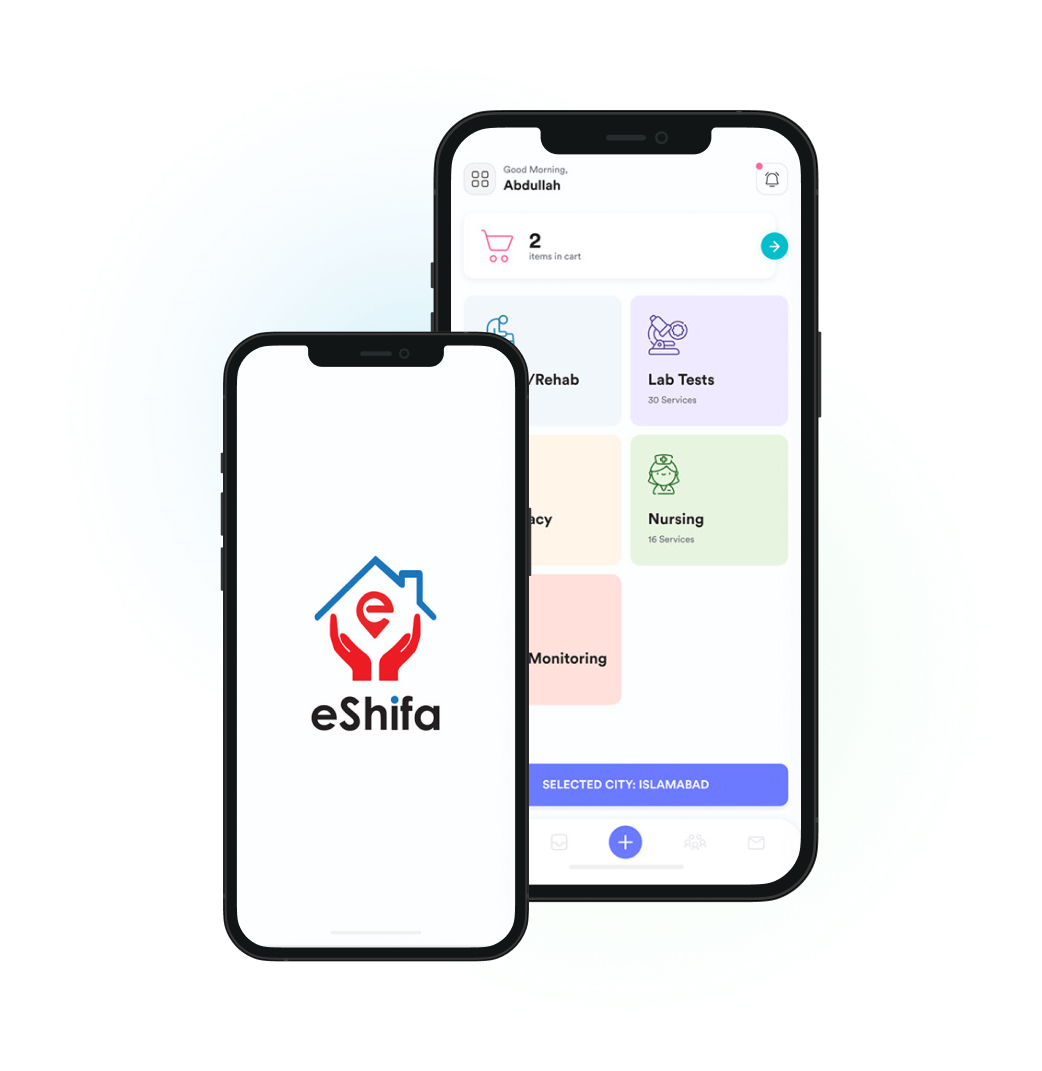 Good Morning,
Abdullah
2
items in cart
/Rehab
Lab Tests
30 Services
acy
Nursing
16 Services
Monitoring
SELECTED CITY: ISLAMABAD
e
eShifa